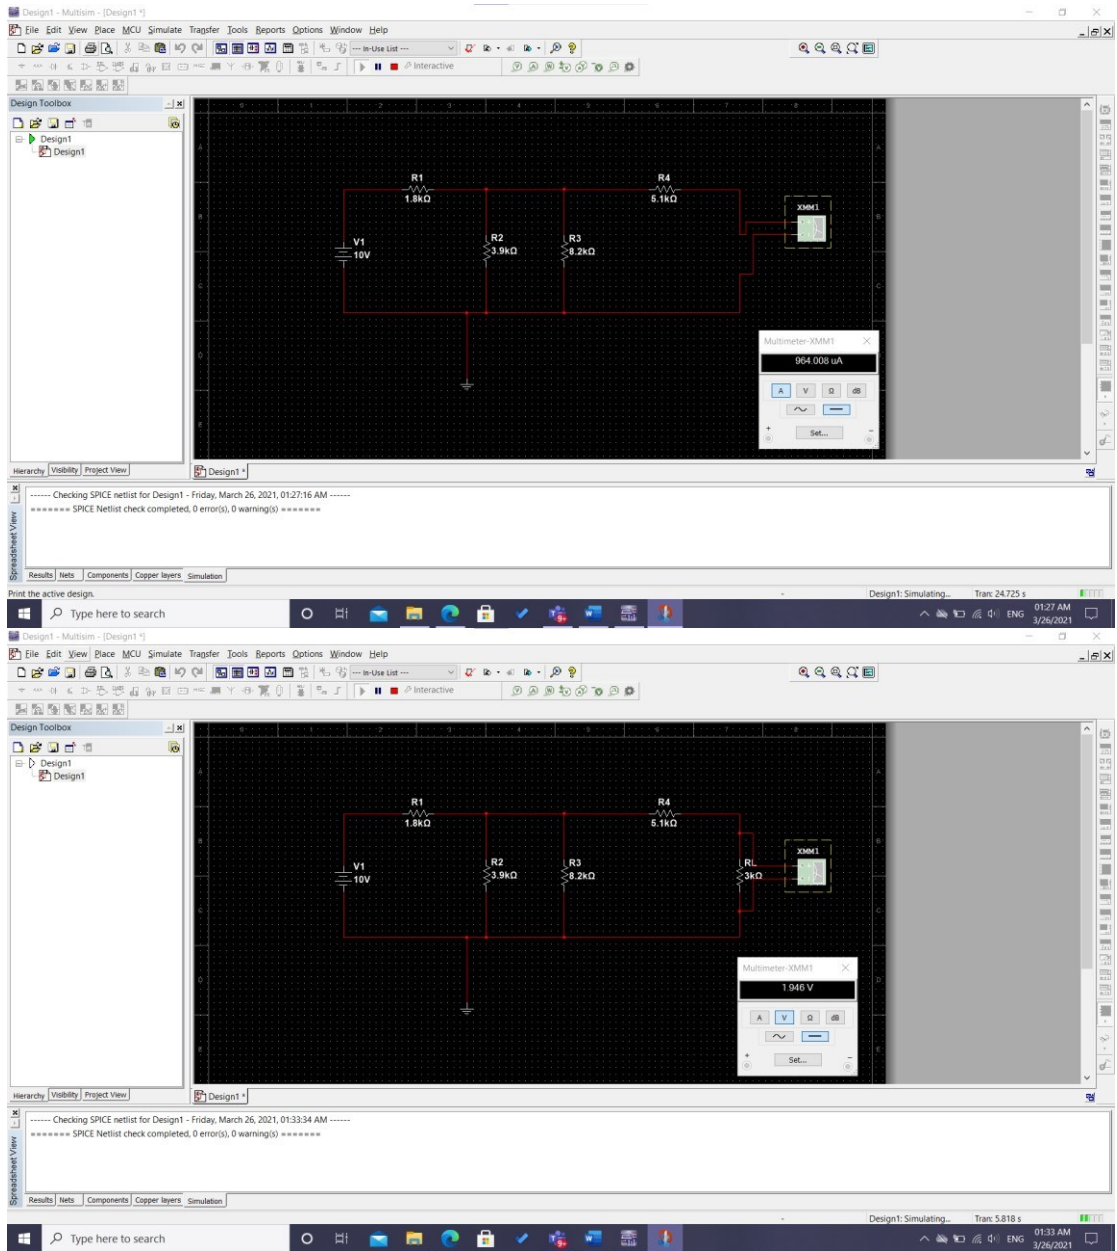 Design1 - Multisim - [Design1 *]
File Edit View Place MCU Simulate Transfer Tools Reports Options Window Help
--- In-Use List ---
Interactive
Design Toolbox
Design1
Design1
R1
1.8kΩ
R4
5.1kΩ
XMM1
V1
10V
R2
3.9kΩ
R3
8.2kΩ
Multimeter-XMM1
964.008 uA
A V Ω dB
Set...
+ −
Hierarchy Visibility Project View
Design1 *
------ Checking SPICE netlist for Design1 - Friday, March 26, 2021, 01:27:16 AM ------
======= SPICE Netlist check completed, 0 error(s), 0 warning(s) =======
Spreadsheet View
Results Nets Components Copper layers Simulation
Print the active design.
- Design1: Simulating... Tran: 24.725 s
Type here to search
ENG
01:27 AM
3/26/2021
Design1 - Multisim - [Design1 *]
File Edit View Place MCU Simulate Transfer Tools Reports Options Window Help
--- In-Use List ---
Interactive
Design Toolbox
Design1
Design1
R1
1.8kΩ
R4
5.1kΩ
XMM1
V1
10V
R2
3.9kΩ
R3
8.2kΩ
RL
3kΩ
Multimeter-XMM1
1.946 V
A V Ω dB
Set...
+ −
Hierarchy Visibility Project View
Design1 *
------ Checking SPICE netlist for Design1 - Friday, March 26, 2021, 01:33:34 AM ------
======= SPICE Netlist check completed, 0 error(s), 0 warning(s) =======
Spreadsheet View
Results Nets Components Copper layers Simulation
- Design1: Simulating... Tran: 5.818 s
Type here to search
ENG
01:33 AM
3/26/2021